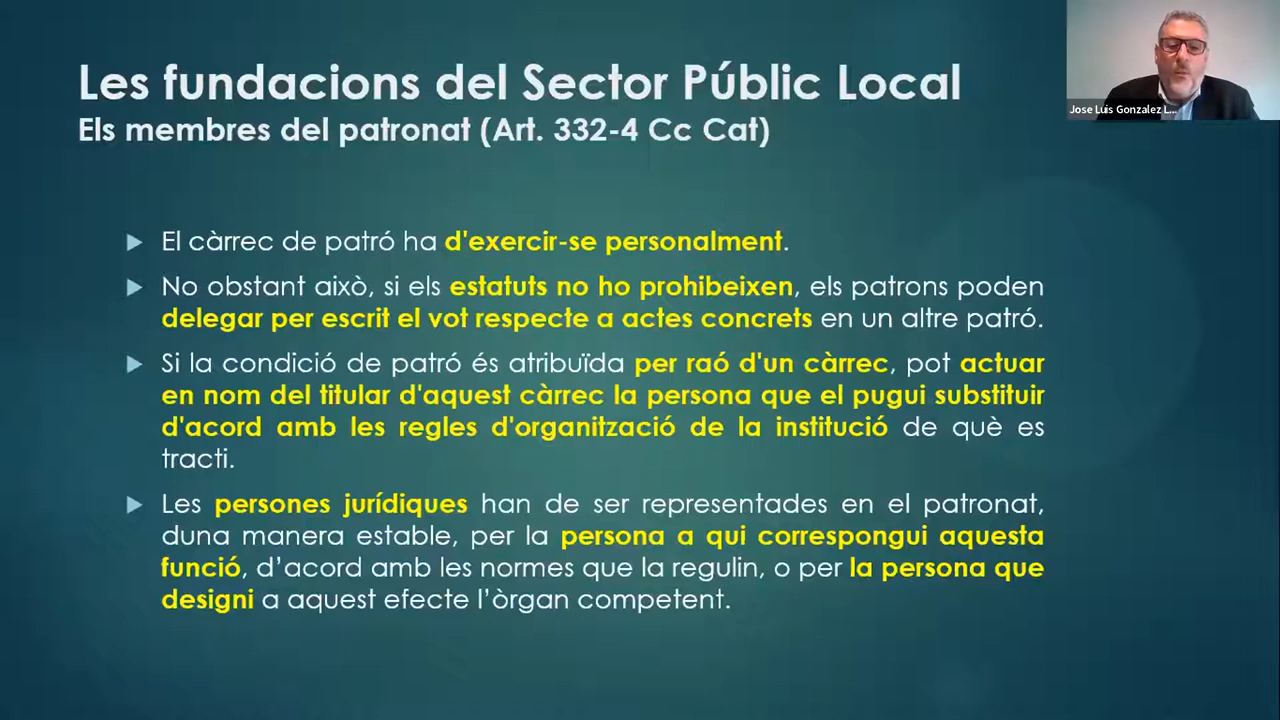 Les fundacions del Sector Públic Local
Els membres del patronat (Art. 332-4 Cc Cat)
Jose Luis Gonzalez L...
El càrrec de patró ha d'exercir-se personalment.
No obstant això, si els estatuts no ho prohibeixen, els patrons poden
delegar per escrit el vot respecte a actes concrets en un altre patró.
Si la condició de patró és atribuïda per raó d'un càrrec, pot actuar
en nom del titular d'aquest càrrec la persona que el pugui substituir
d'acord amb les regles d'organització de la institució de què es
tracti.
Les persones jurídiques han de ser representades en el patronat,
duna manera estable, per la persona a qui correspongui aquesta
funció, d’acord amb les normes que la regulin, o per la persona que
designi a aquest efecte l’òrgan competent.